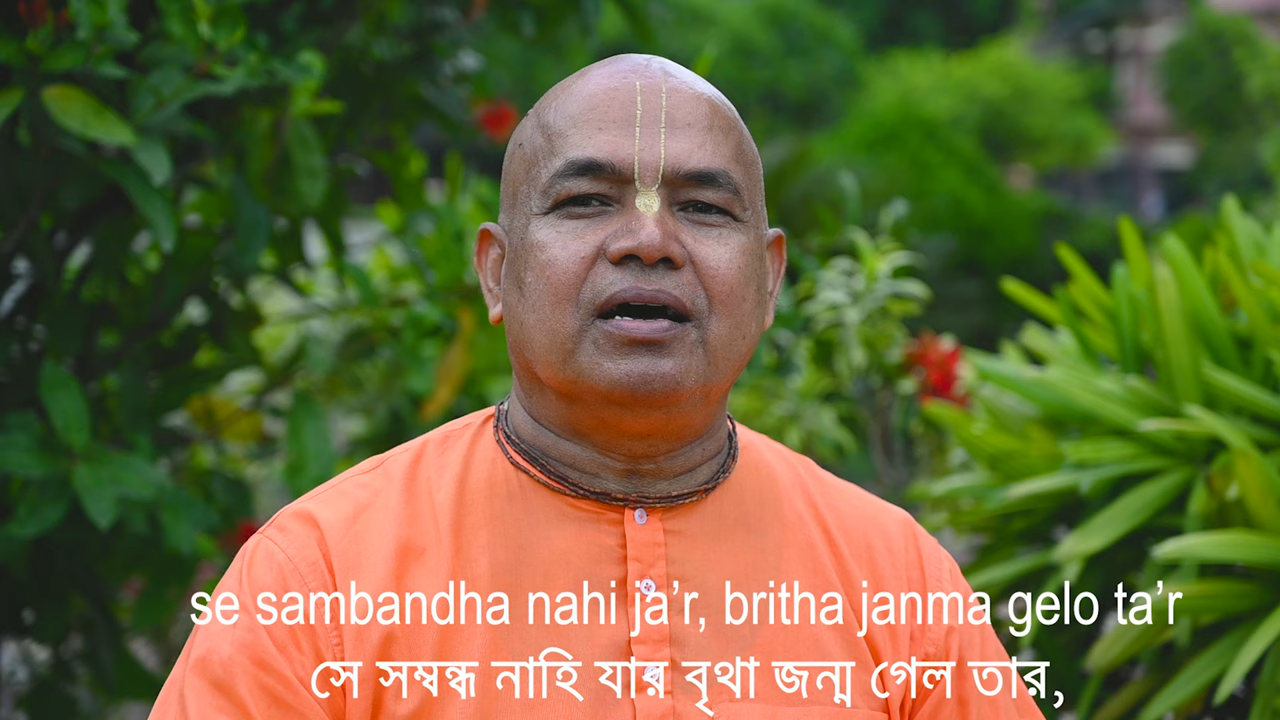 se sambandha nahi ja’r, britha janma gelo ta’r
সে সম্বন্ধ নাহি যার বৃথা জন্ম গেল তার,